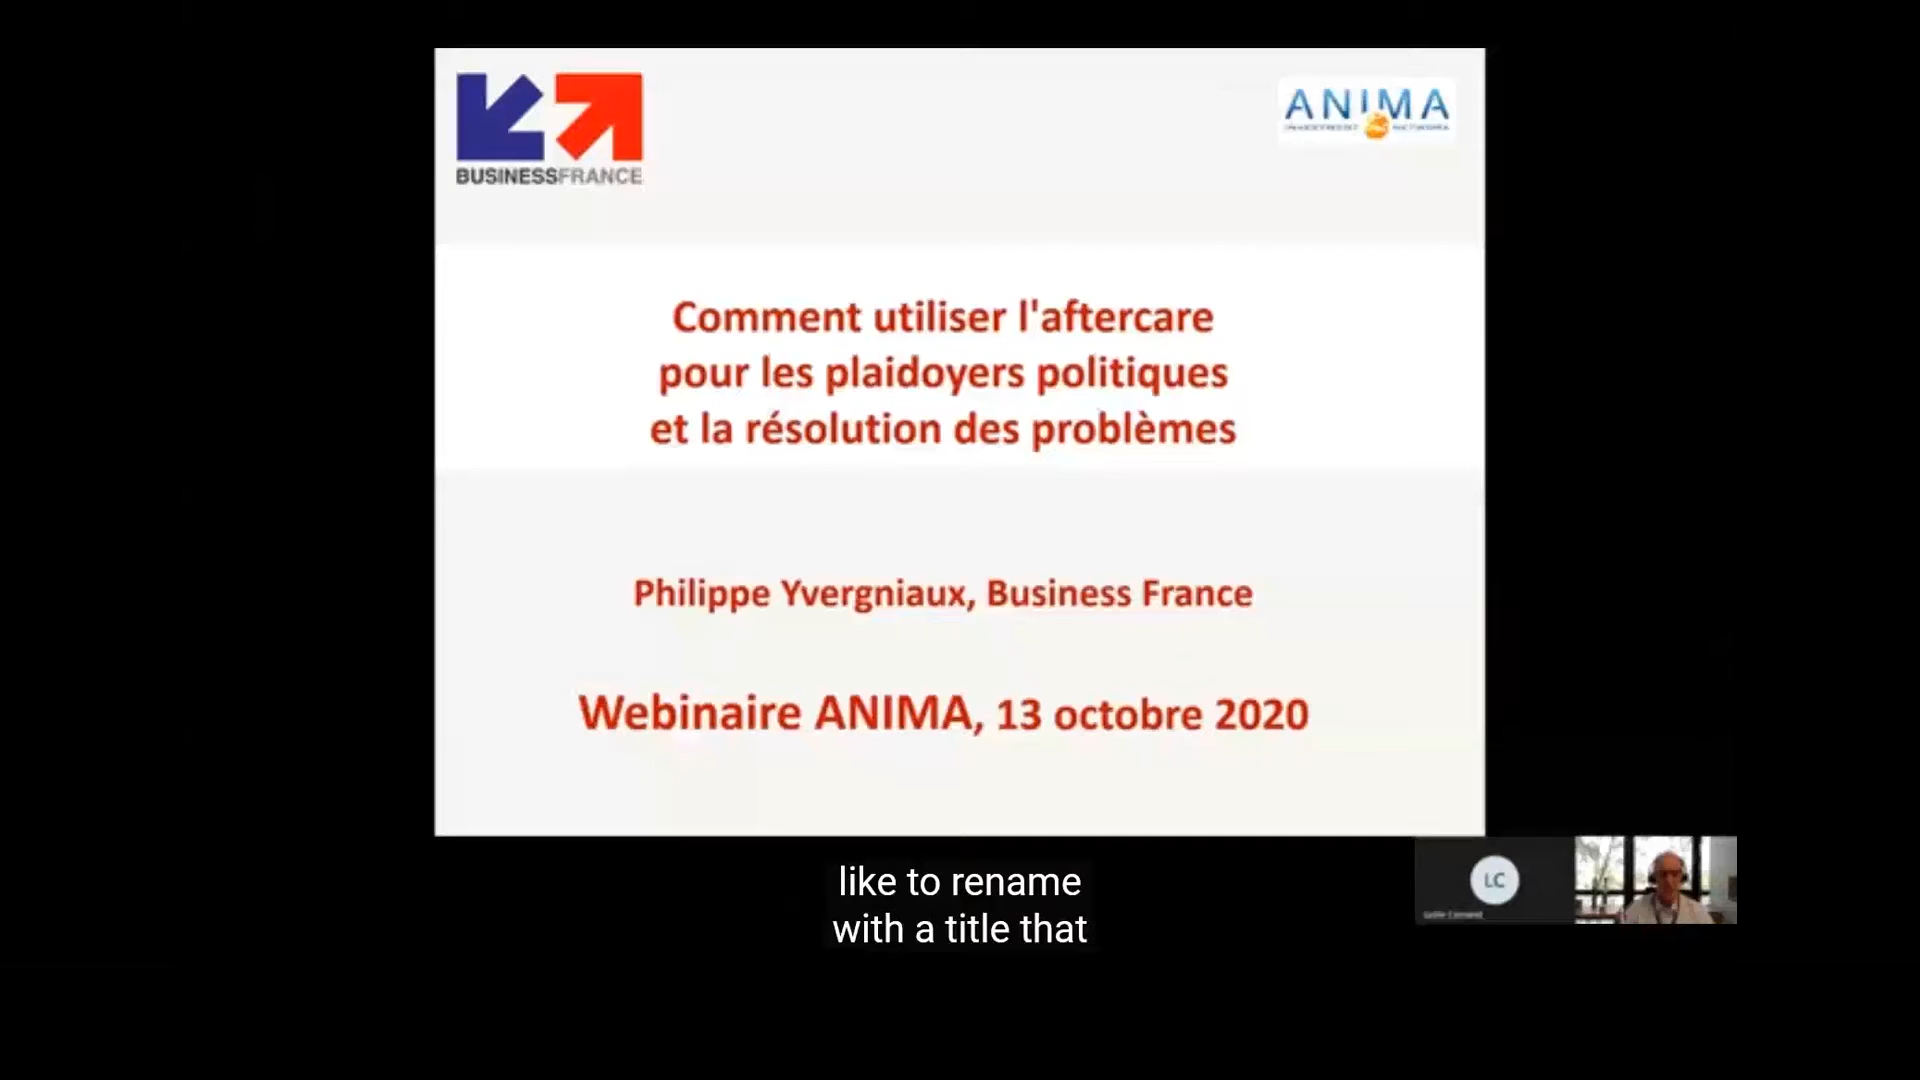 BUSINESSFRANCE
ANIMA
Comment utiliser l'aftercare
pour les plaidoyers politiques
et la résolution des problèmes
Philippe Yvergniaux, Business France
Webinaire ANIMA, 13 octobre 2020
LC
like to rename
with a title that